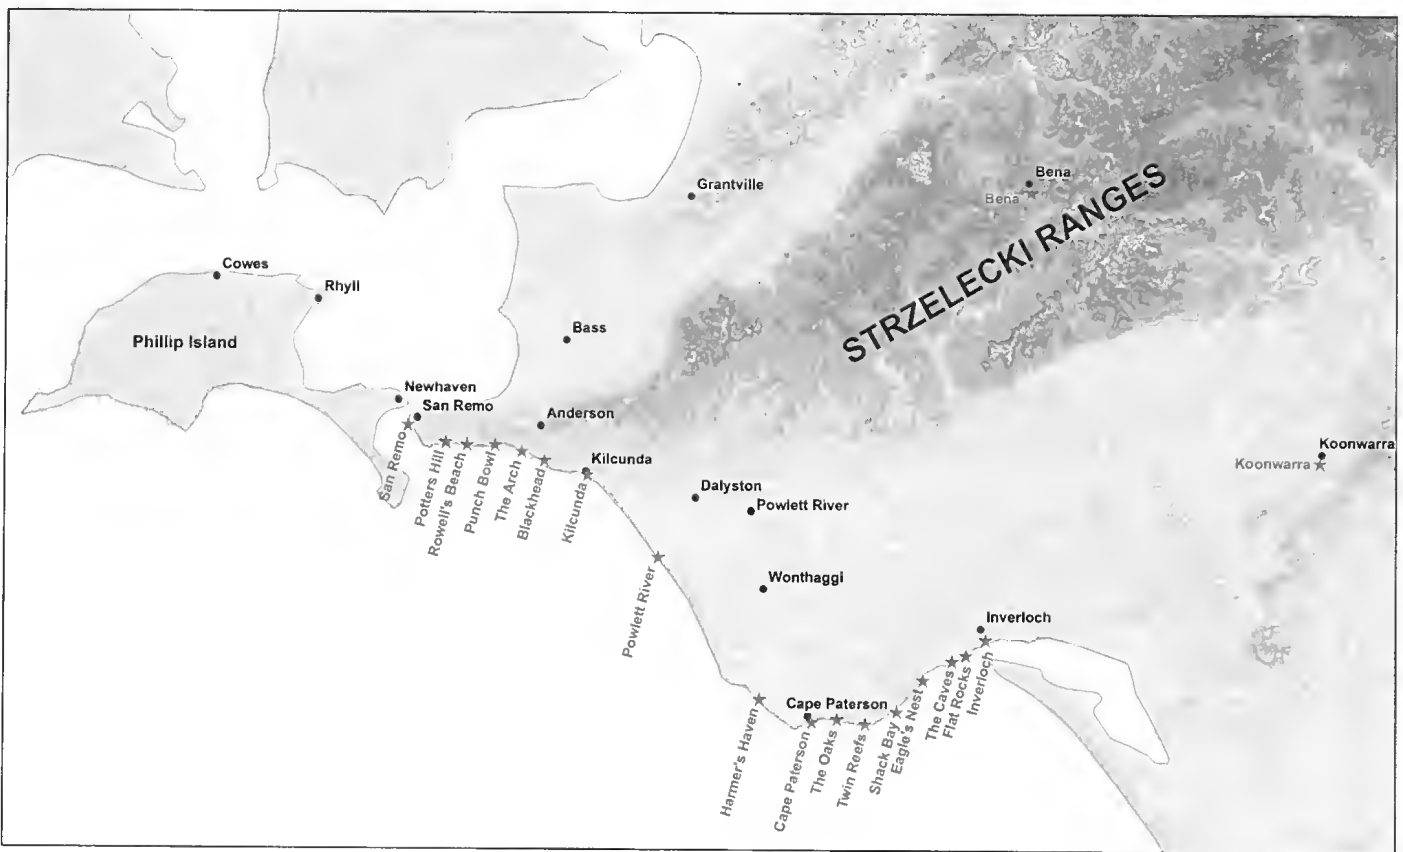 Bena
Bena
Grantville
STRZELECKI RANGES
Cowes
Rhyll
Bass
Phillip Island
Newhaven
San Remo
Anderson
Kilcunda
Koonwarra
Koonwarra
Dalyston
Powlett River
Wonthaggi
Inverloch
Cape Paterson
San Remo
Potters Hill
Rowell's Beach
Punch Bowl
The Arch
Blackhead
Kilcunda
Powlett River
Harmer's Haven
Cape Paterson
The Oaks
Twin Reefs
Shack Bay
Eagle's Nest
The Caves
Flat Rocks
Inverloch